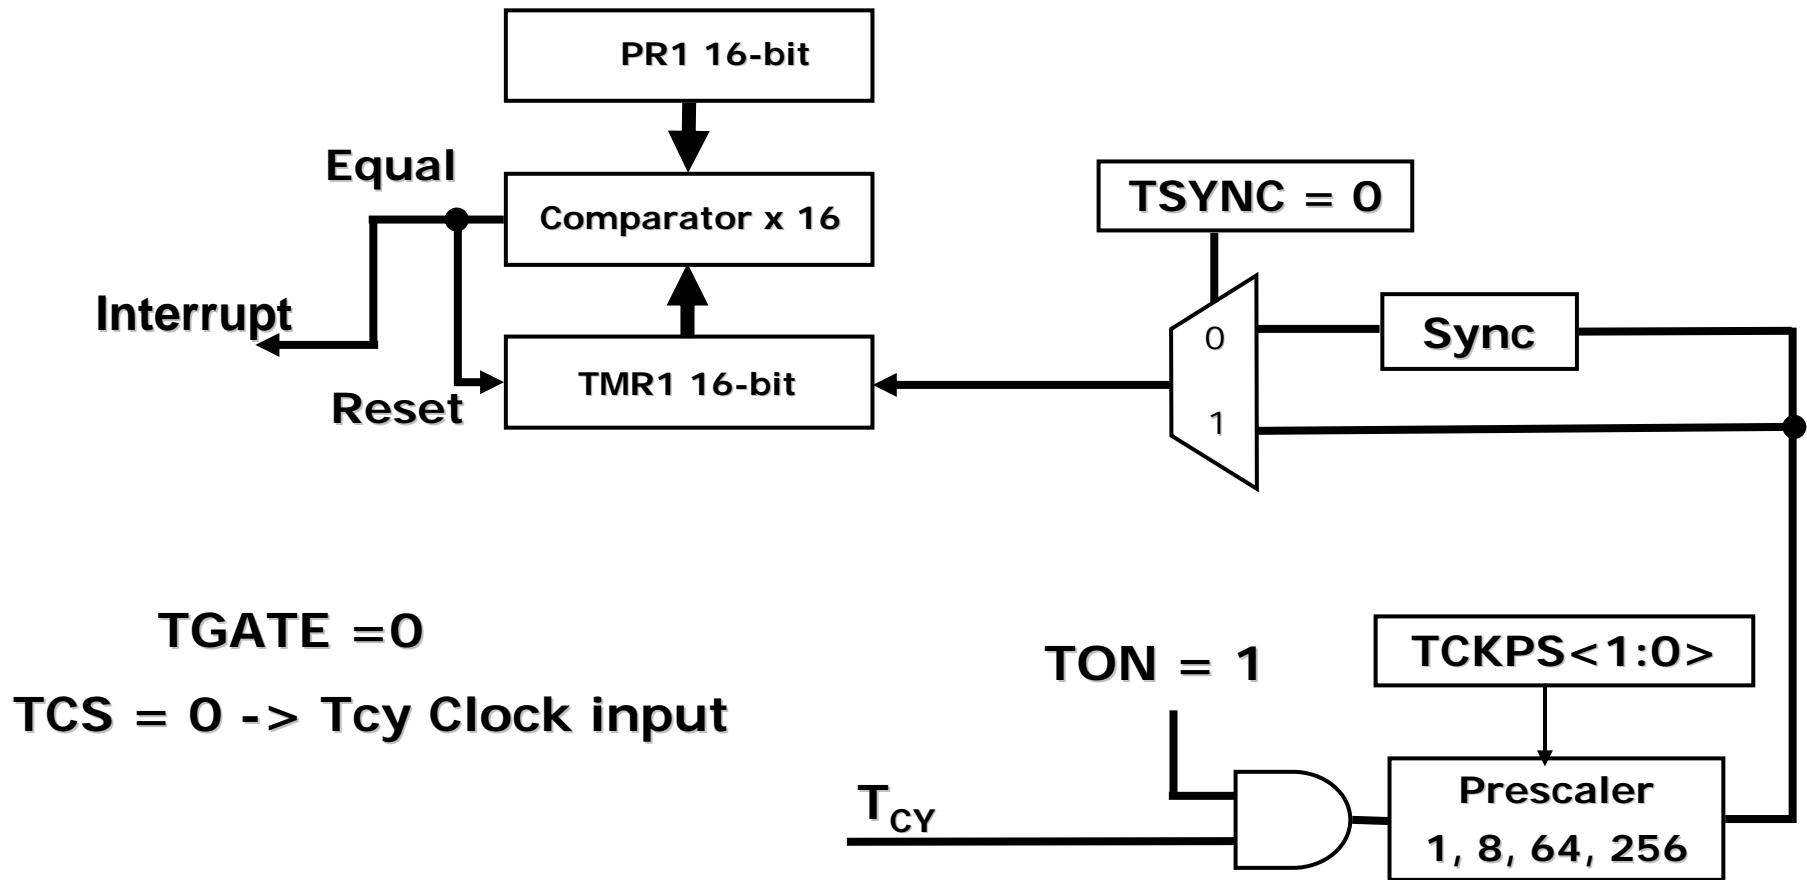 PR1 16-bit
Equal
Comparator x 16
TSYNC = 0
Interrupt
0
Sync
TMR1 16-bit
Reset
1
TGATE =0
TON = 1
TCKPS<1:0>
TCS = 0 -> Tcy Clock input
TCY
Prescaler
1, 8, 64, 256